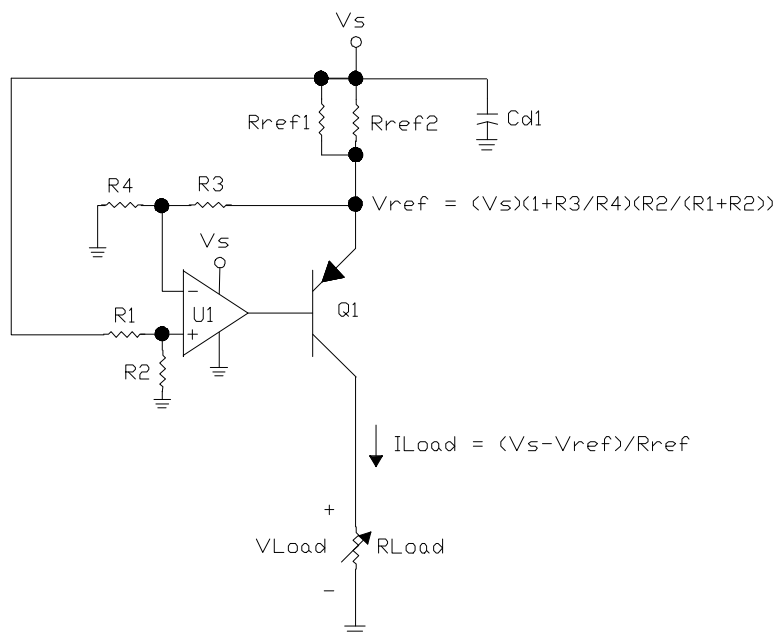 Vs
Rref1
Rref2
Cd1
R4
R3
Vref = (Vs)(1+R3/R4)(R2/(R1+R2))
Vs
R1
-
U1
+
Q1
R2
ILoad = (Vs-Vref)/Rref
+
VLoad
RLoad
-